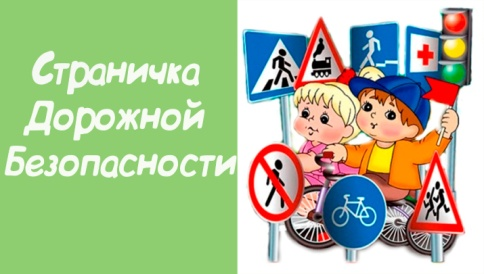 Страничка
Дорожной
Безопасности